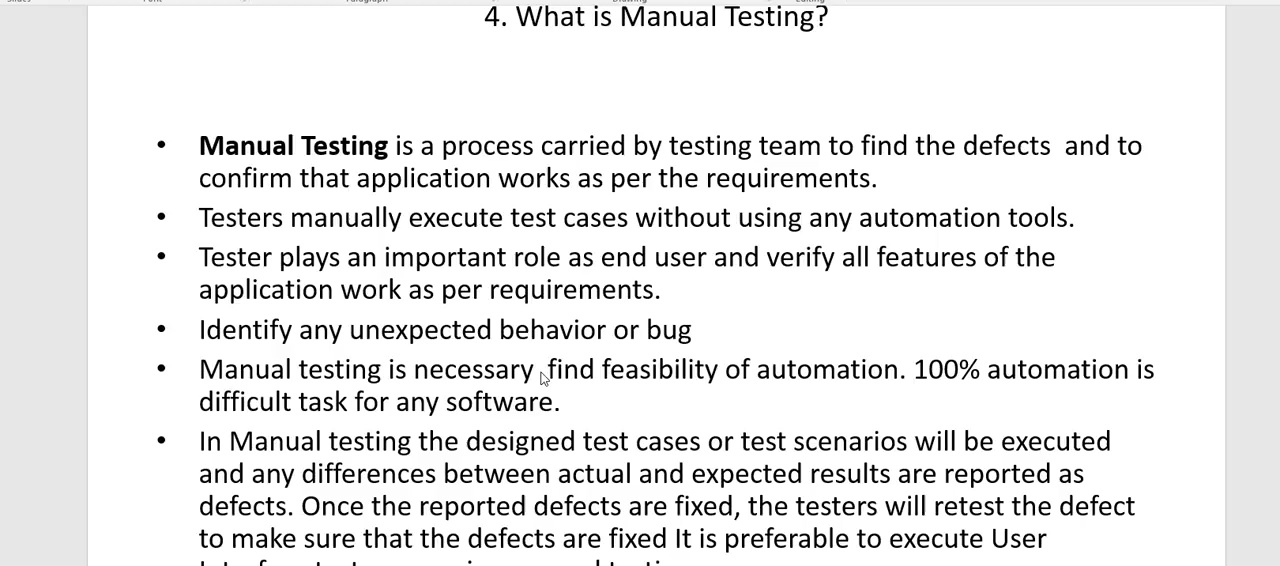 4. What is Manual Testing?
• Manual Testing is a process carried by testing team to find the defects and to
confirm that application works as per the requirements.
• Testers manually execute test cases without using any automation tools.
• Tester plays an important role as end user and verify all features of the
application work as per requirements.
• Identify any unexpected behavior or bug
• Manual testing is necessary find feasibility of automation. 100% automation is
difficult task for any software.
• In Manual testing the designed test cases or test scenarios will be executed
and any differences between actual and expected results are reported as
defects. Once the reported defects are fixed, the testers will retest the defect
to make sure that the defects are fixed It is preferable to execute User